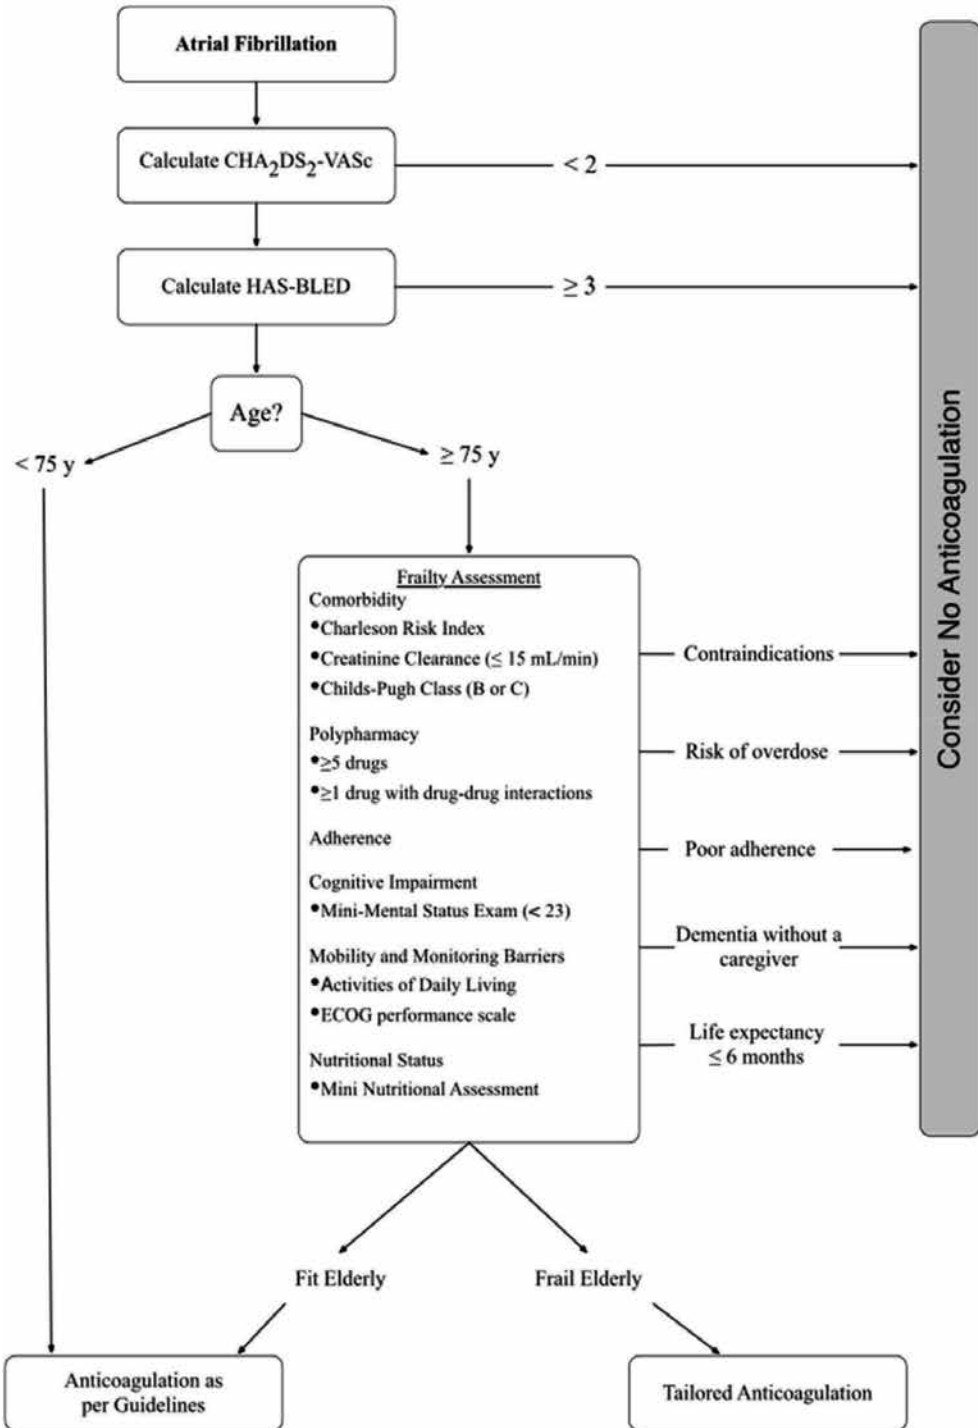 Atrial Fibrillation
Calculate CHA2DS2-VASc
< 2
Calculate HAS-BLED
≥ 3
Age?
< 75 y
≥ 75 y
Frailty Assessment
Comorbidity
•Charleson Risk Index
•Creatinine Clearance (≤ 15 mL/min)
•Childs-Pugh Class (B or C)
Polypharmacy
•≥5 drugs
•≥1 drug with drug-drug interactions
Adherence
Cognitive Impairment
•Mini-Mental Status Exam (< 23)
Mobility and Monitoring Barriers
•Activities of Daily Living
•ECOG performance scale
Nutritional Status
•Mini Nutritional Assessment
Contraindications
Risk of overdose
Poor adherence
Dementia without a
caregiver
Life expectancy
≤ 6 months
Consider No Anticoagulation
Fit Elderly
Frail Elderly
Anticoagulation as
per Guidelines
Tailored Anticoagulation